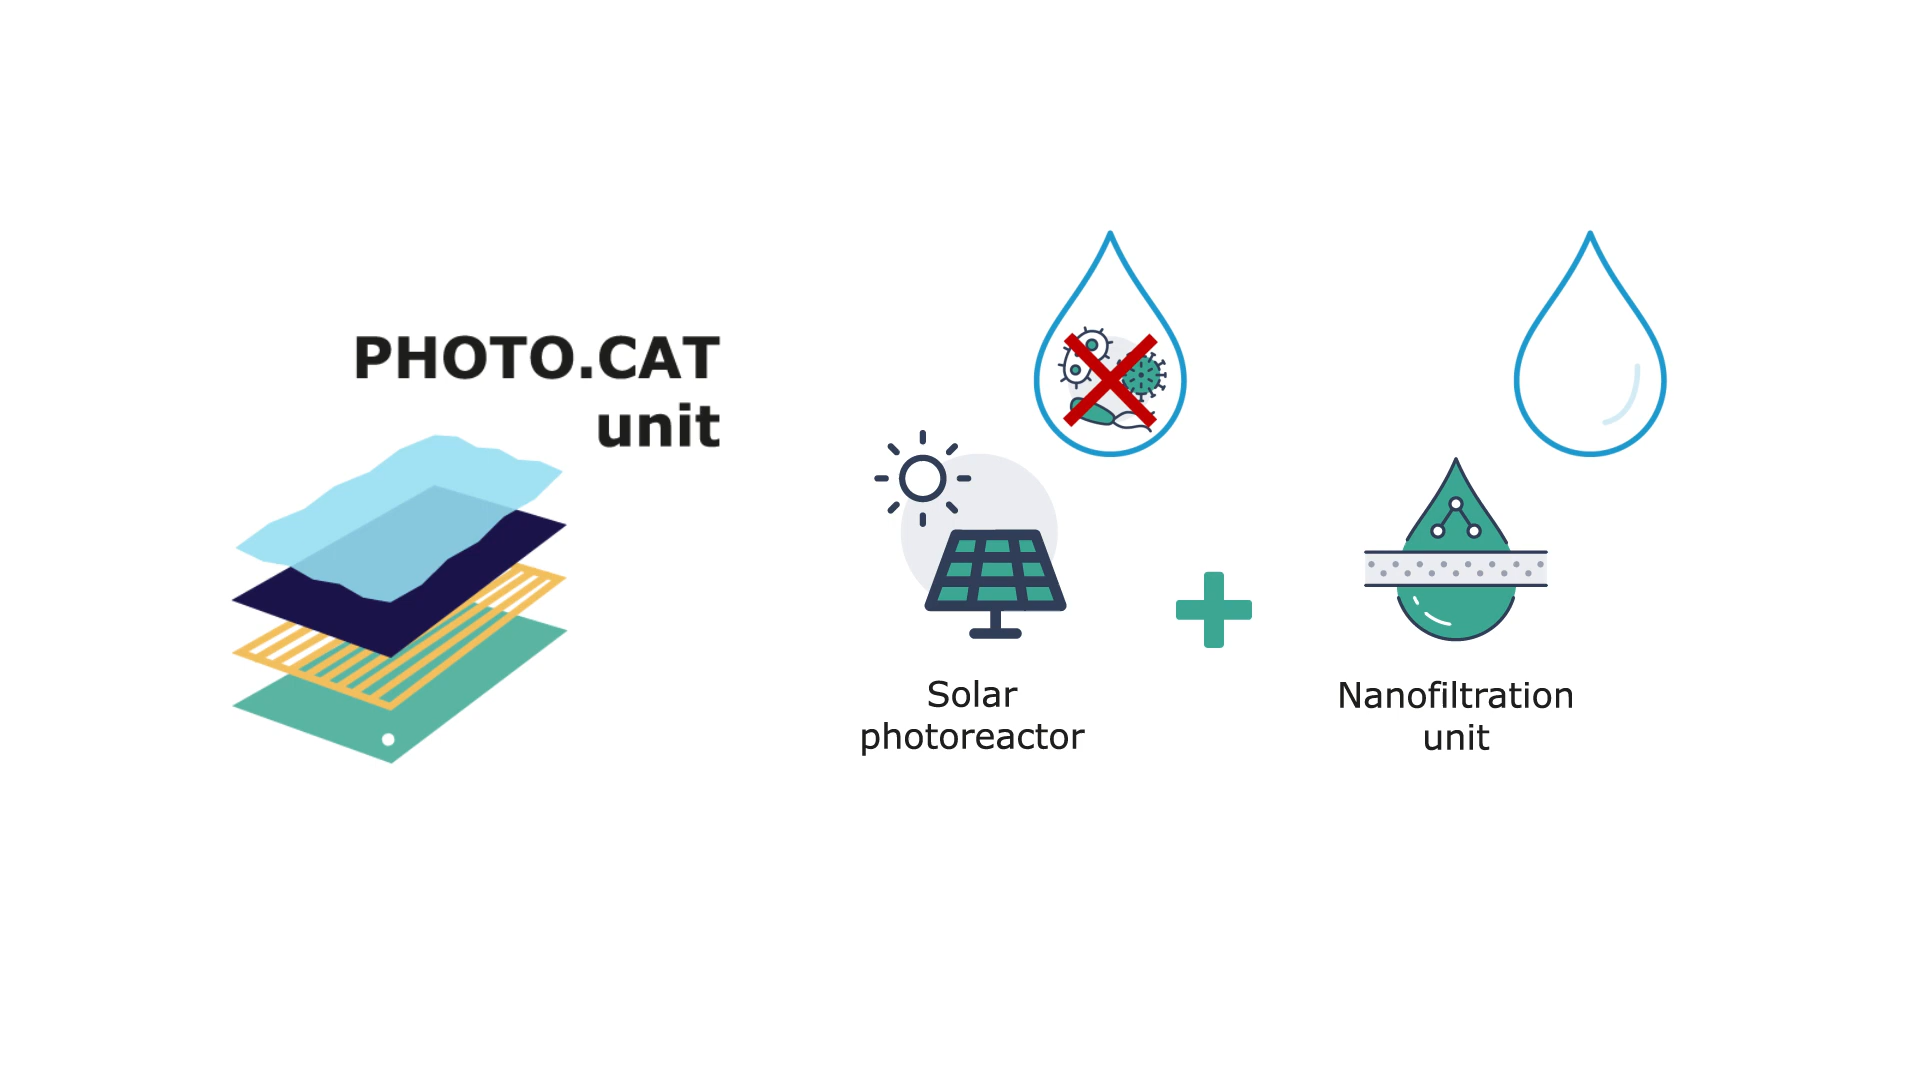 PHOTO.CAT
unit
Solar
photoreactor
Nanofiltration
unit